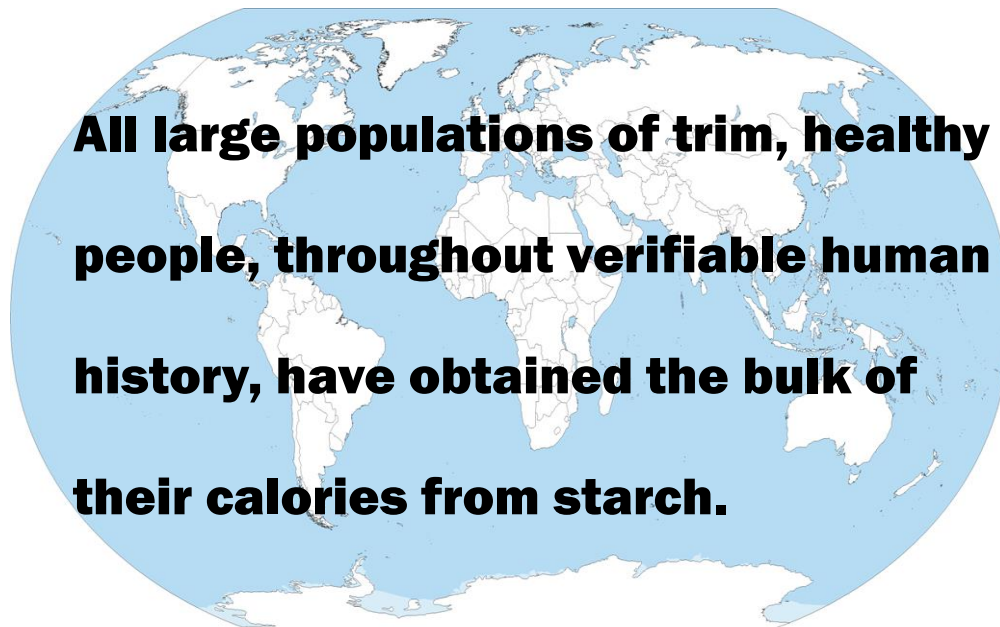 All large populations of trim, healthy
people, throughout verifiable human
history, have obtained the bulk of
their calories from starch.